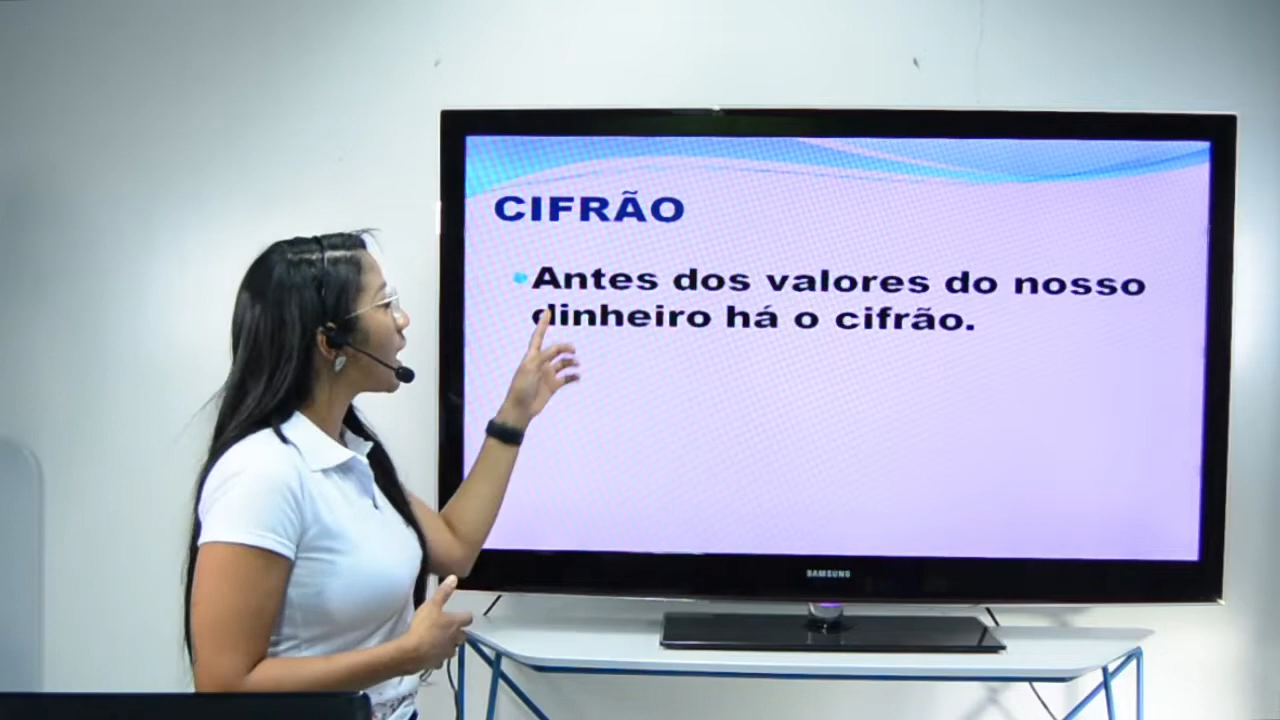 CIFRÃO
Antes dos valores do nosso
dinheiro há o cifrão.
SAMSUNG